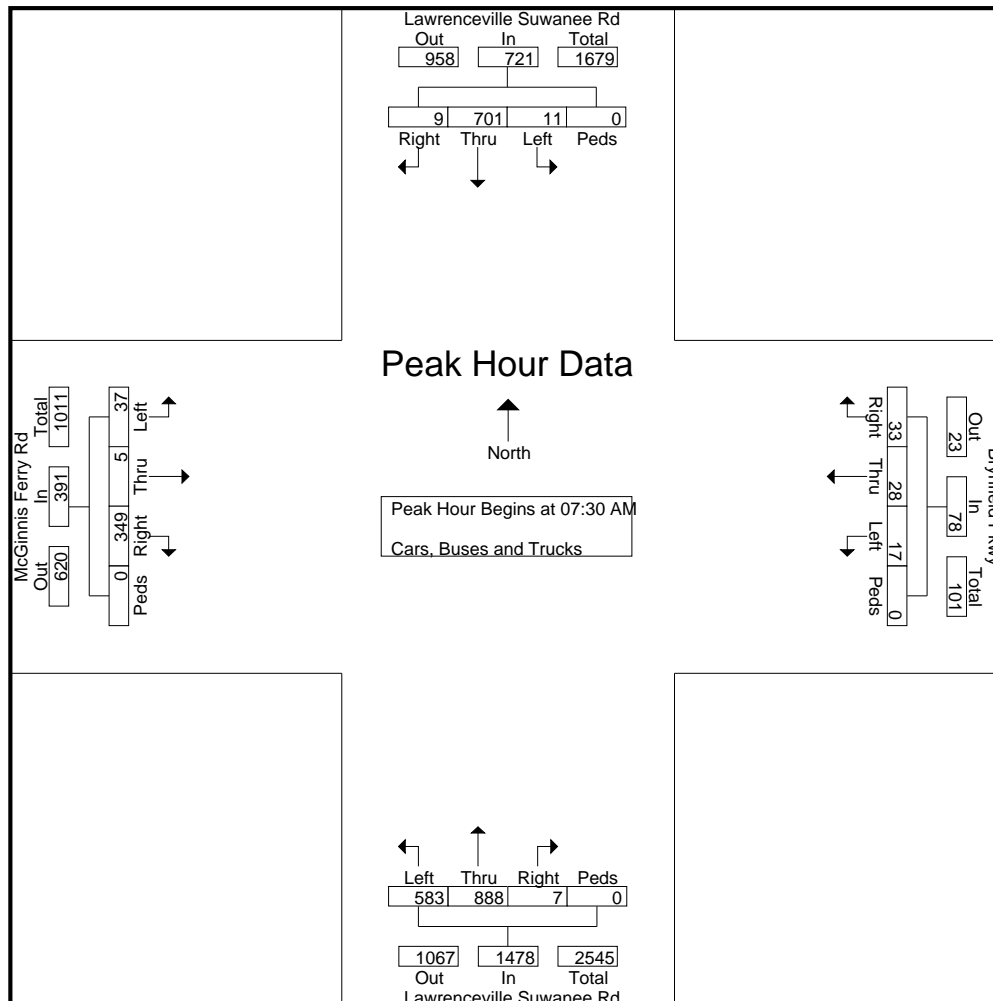 Lawrenceville Suwanee Rd
Out In Total
958 721 1679
9 701 11 0
Right Thru Left Peds
Peak Hour Data
North
Peak Hour Begins at 07:30 AM
Cars, Buses and Trucks
McGinnis Ferry Rd
Out In Total
620 391 1011
37 5 349 0
Left Thru Right Peds
Right Thru Left Peds
33 28 17 0
Out In Total
23 78 101
Left Thru Right Peds
583 888 7 0
1067 1478 2545
Out In Total
Lawrenceville Suwanee Rd